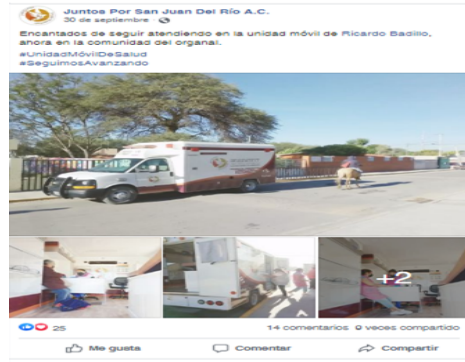 Juntos Por San Juan Del Río A.C.
30 de septiembre
Encantados de seguir atendiendo en la unidad móvil de Ricardo Badillo,
ahora en la comunidad del organal.
#UnidadMóvilDeSalud
#SeguimosAvanzando
+2
25
14 comentarios 9 veces compartido
Me gusta
Comentar
Compartir